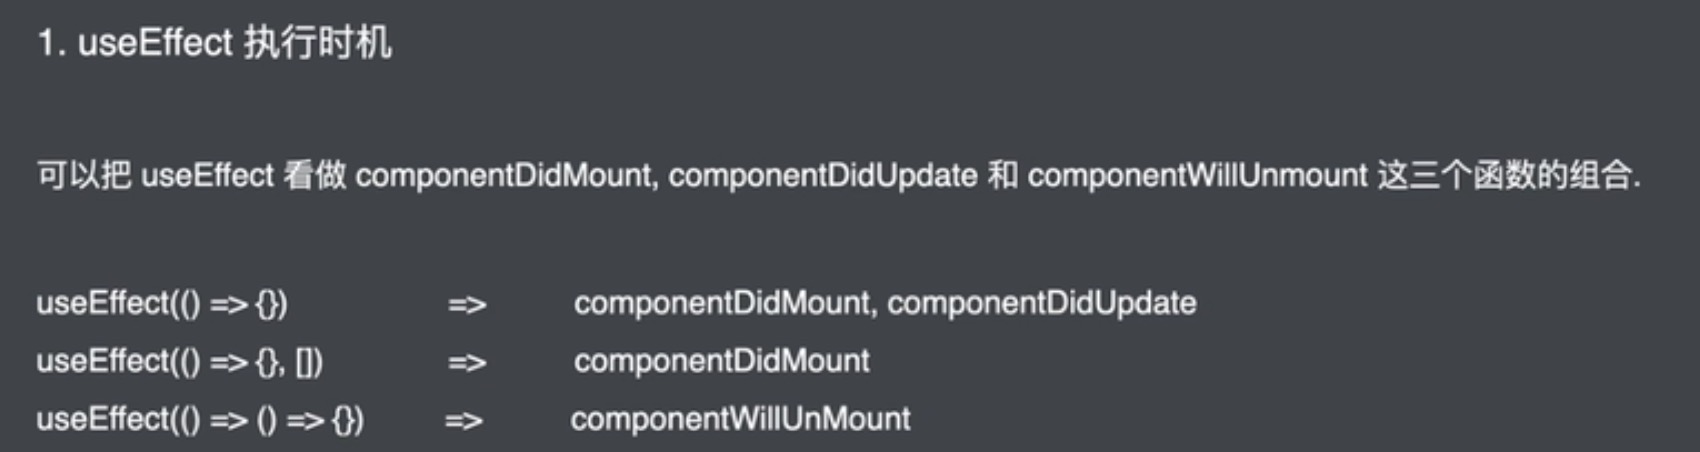 1. useEffect 执行时机
可以把 useEffect 看做 componentDidMount, componentDidUpdate 和 componentWillUnmount 这三个函数的组合.
useEffect(() => {}) => componentDidMount, componentDidUpdate
useEffect(() => {}, []) => componentDidMount
useEffect(() => () => {}) => componentWillUnMount